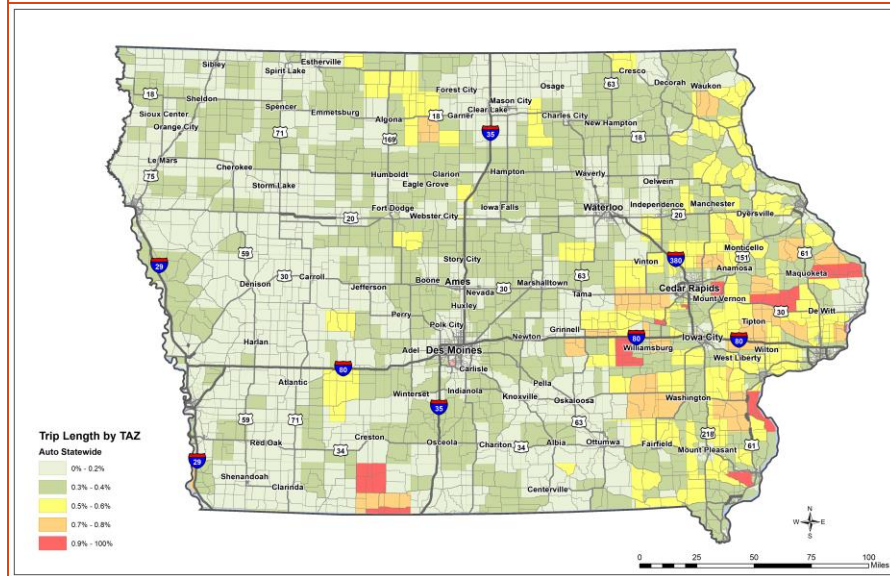 Estherville
Sibley
Spirit Lake
Cresco
Decorah
Waukon
Osage
63
Forest City
Mason City
Clear Lake
18
Sheldon
Spencer
Emmetsburg
Algona
18
Garner
Charles City
Sioux Center
Orange City
71
169
35
New Hampton
18
Le Mars
75
Cherokee
Storm Lake
Humboldt
Clarion
Eagle Grove
Hampton
Waverly
Oelwein
Fort Dodge
20
Webster City
Iowa Falls
Waterloo
Independence
Manchester
20
Dyersville
59
29
Story City
63
Vinton
380
Monticello
151
61
Anamosa
Maquoketa
Denison
30
Carroll
Jefferson
Boone
Ames
Nevada
30
Marshalltown
Tama
Cedar Rapids
Mount Vernon
30
De Witt
Huxley
Perry
Polk City
Harlan
Adel
Des Moines
Newton
Grinnell
80
Williamsburg
Iowa City
Tipton
80
Wilton
West Liberty
80
Carlisle
Atlantic
Winterset
Indianola
Pella
Knoxville
Oskaloosa
Washington
35
59
71
63
218
61
Red Oak
34
Creston
Osceola
Chariton
34
Albia
Ottumwa
Fairfield
Mount Pleasant
29
Shenandoah
Clarinda
Centerville
Trip Length by TAZ
Auto Statewide
0% - 0.2%
0.3% - 0.4%
0.5% - 0.6%
0.7% - 0.8%
0.9% - 100%
N
W E
S
0 25 50 75 100
Miles